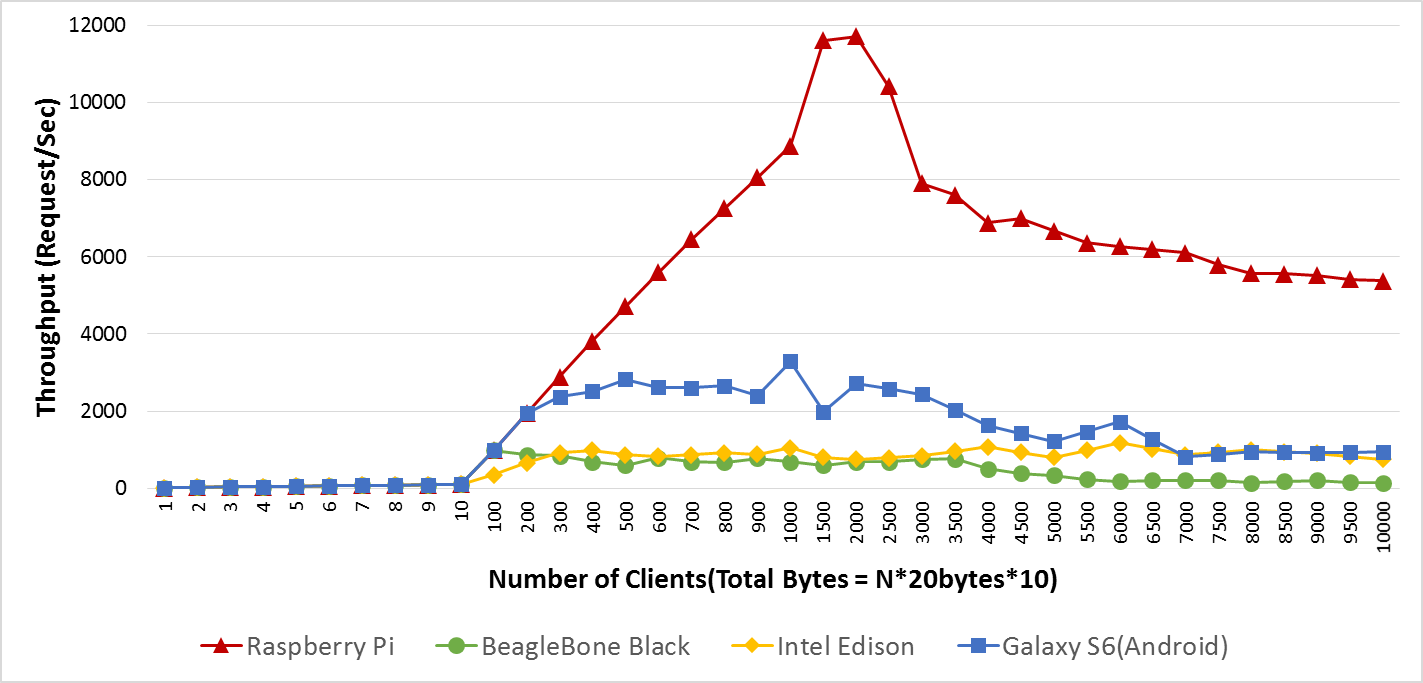 12000
10000
8000
6000
4000
2000
0
Throughput (Request/Sec)
1 2 3 4 5 6 7 8 9 10 100 200 300 400 500 600 700 800 900 1000 1500 2000 2500 3000 3500 4000 4500 5000 5500 6000 6500 7000 7500 8000 8500 9000 9500 10000
Number of Clients(Total Bytes = N*20bytes*10)
Raspberry Pi BeagleBone Black Intel Edison Galaxy S6(Android)